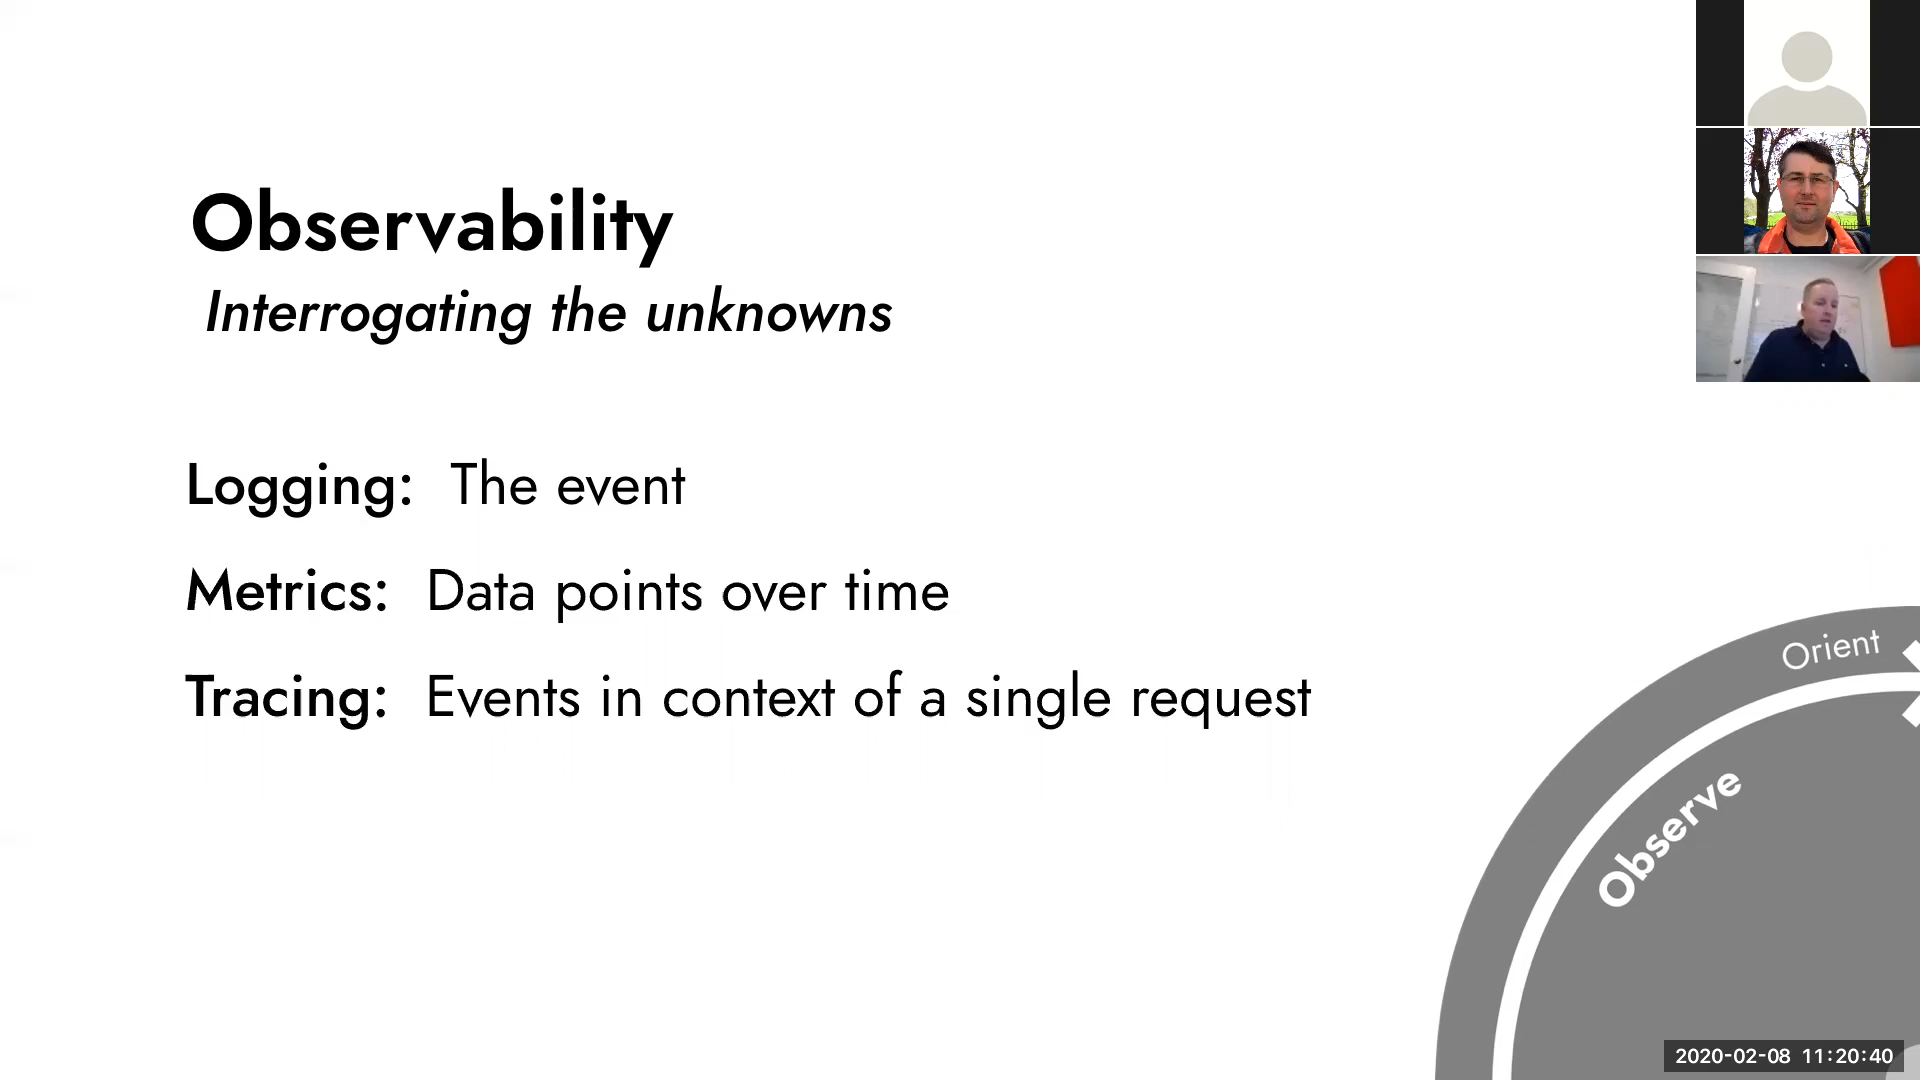 Observability
Interrogating the unknowns
Logging: The event
Metrics: Data points over time
Tracing: Events in context of a single request
Orient
Observe
2020-02-08 11:20:40